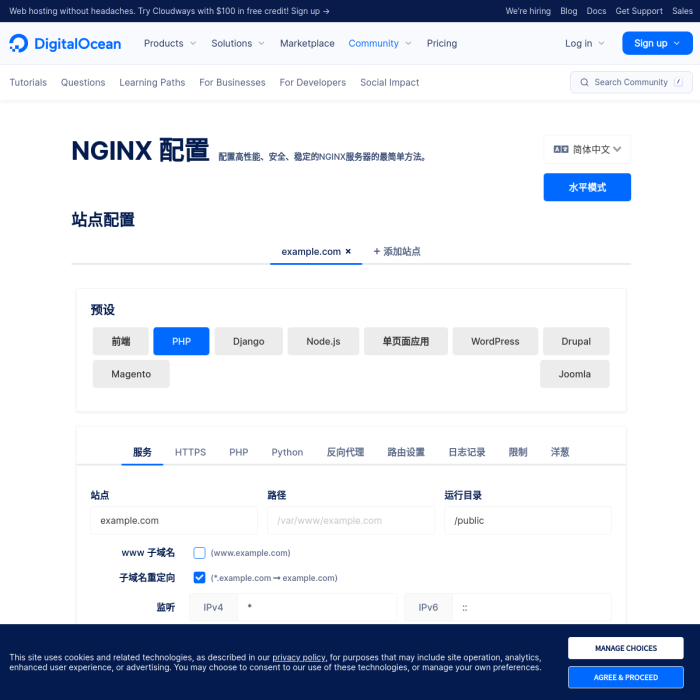 Web hosting without headaches. Try Cloudways with $100 in free credit! Sign up →
We're hiring Blog Docs Get Support Sales
DigitalOcean Products Solutions Marketplace Community Pricing Log in Sign up
Tutorials Questions Learning Paths For Businesses For Developers Social Impact Search Community /
NGINX 配置 配置高性能、安全、稳定的NGINX服务器的最简单方法。
简体中文
水平模式
站点配置
example.com × + 添加站点
预设
前端 PHP Django Node.js 单页面应用 WordPress Drupal
Magento Joomla
服务 HTTPS PHP Python 反向代理 路由设置 日志记录 限制 洋葱
站点 路径 运行目录
example.com /var/www/example.com /public
www 子域名 (www.example.com)
子域名重定向 (*.example.com → example.com)
监听 IPv4 * IPv6 ::
This site uses cookies and related technologies, as described in our privacy policy, for purposes that may include site operation, analytics,
enhanced user experience, or advertising. You may choose to consent to our use of these technologies, or manage your own preferences.
MANAGE CHOICES
AGREE & PROCEED